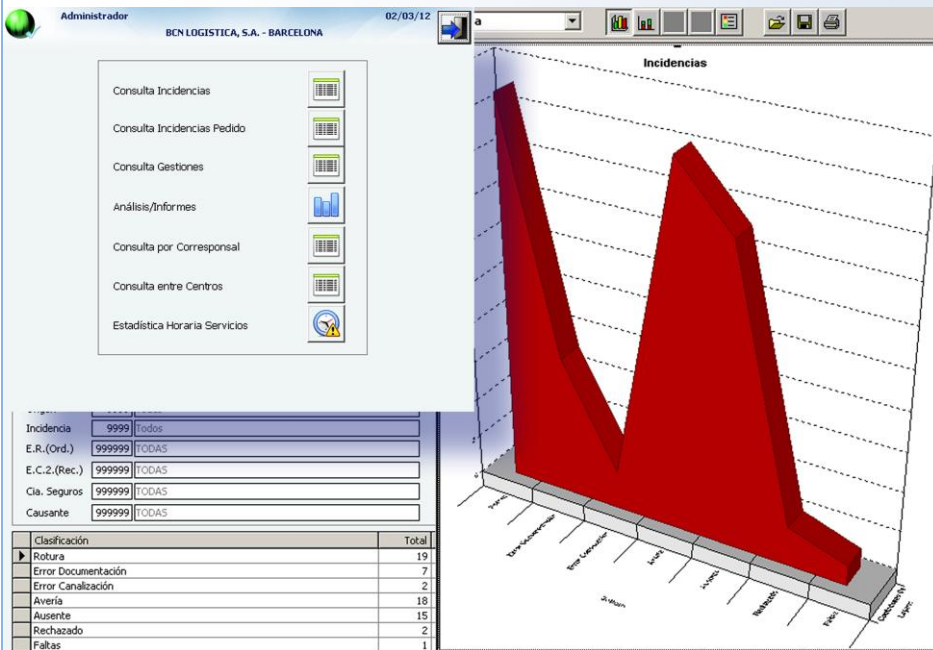 Administrador 02/03/12
BCN LOGISTICA, S.A. - BARCELONA
Consulta Incidencias
Consulta Incidencias Pedido
Consulta Gestiones
Análisis/Informes
Consulta por Corresponsal
Consulta entre Centros
Estadística Horaria Servicios
a
Incidencias
Incidencia 9999 Todos
E.R.(Ord.) 999999 TODAS
E.C.2.(Rec.) 999999 TODAS
Cia. Seguros 999999 TODAS
Causante 999999 TODAS
Clasificación Total
Rotura 19
Error Documentación 7
Error Canalización 2
Avería 18
Ausente 15
Rechazado 2
Faltas 1